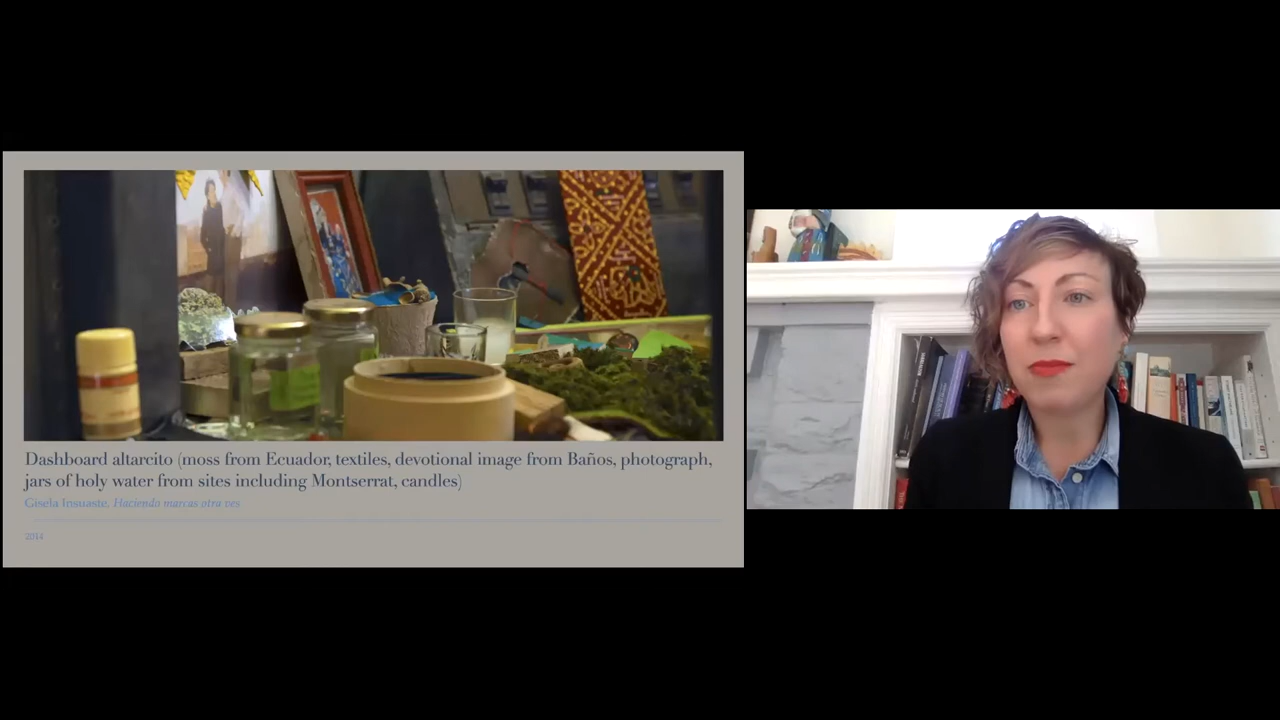 Dashboard altarcito (moss from Ecuador, textiles, devotional image from Baños, photograph,
jars of holy water from sites including Montserrat, candles)
Gisela Insuaste, Haciendo marcas otra ves
2014